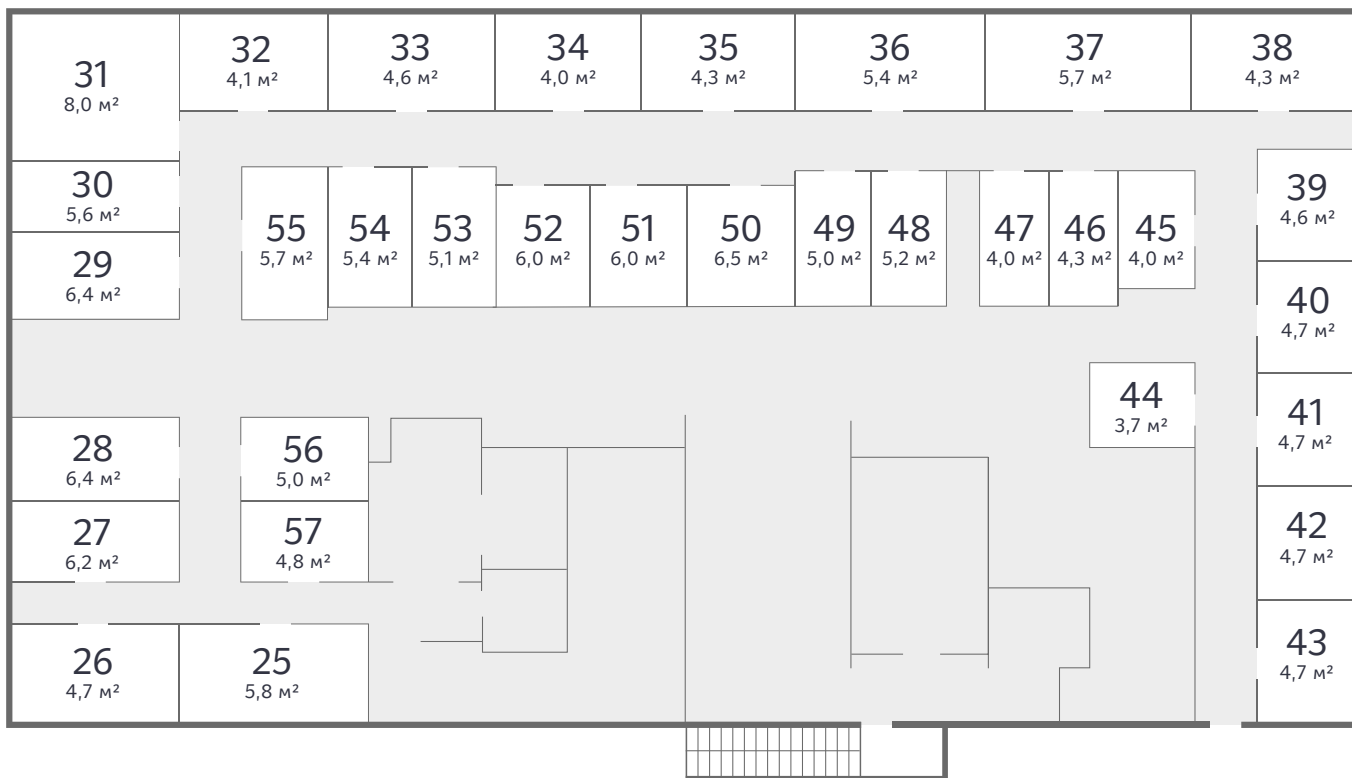 31
8,0 м²
32
4,1 м²
33
4,6 м²
34
4,0 м²
35
4,3 м²
36
5,4 м²
37
5,7 м²
38
4,3 м²
30
5,6 м²
29
6,4 м²
55
5,7 м²
54
5,4 м²
53
5,1 м²
52
6,0 м²
51
6,0 м²
50
6,5 м²
49
5,0 м²
48
5,2 м²
47
4,0 м²
46
4,3 м²
45
4,0 м²
39
4,6 м²
40
4,7 м²
44
3,7 м²
41
4,7 м²
28
6,4 м²
56
5,0 м²
27
6,2 м²
57
4,8 м²
42
4,7 м²
26
4,7 м²
25
5,8 м²
43
4,7 м²